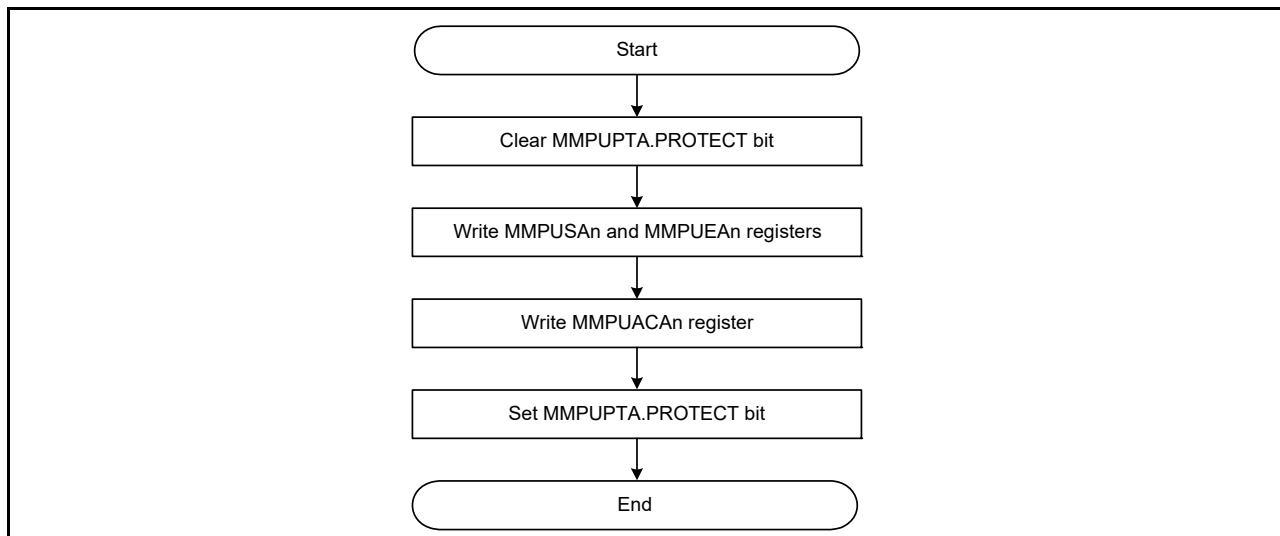 Start
Clear MMPUPTA.PROTECT bit
Write MMPUSAn and MMPUEAn registers
Write MMPUACAn register
Set MMPUPTA.PROTECT bit
End